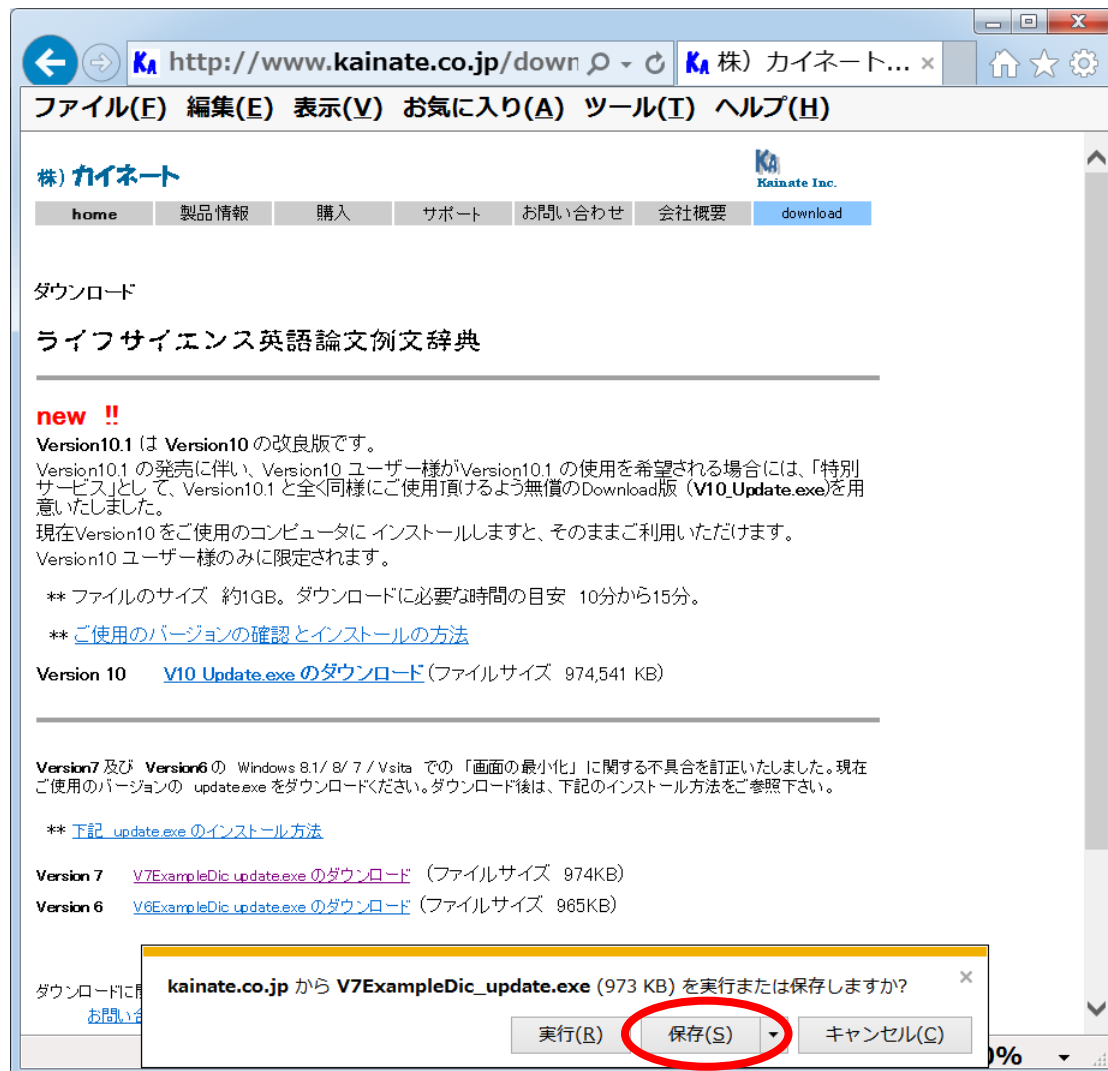 http://www.kainate.co.jp/down
株）カイネート... ×
ファイル(F) 編集(E) 表示(V) お気に入り(A) ツール(T) ヘルプ(H)
株) カイネート
KA
Kainate Inc.
home 製品情報 購入 サポート お問い合わせ 会社概要 download
ダウンロード
ライフサイエンス英語論文例文辞典
new !!
Version10.1 は Version10 の改良版です。
Version10.1 の発売に伴い、Version10 ユーザー様がVersion10.1 の使用を希望される場合には、「特別
サービス」とし て、Version10.1 と全く同様にご使用頂けるよう無償のDownload版 （V10_Update.exe)を用
意いたしました。
現在Version10 をご使用のコンピュータに インストールしますと、そのままご利用いただけます。
Version10 ユーザー様のみに限定されます。
** ファイルのサイズ 約1GB。ダウンロードに必要な時間の目安 10分から15分。
** ご使用のバージョンの確認 とインストールの方法
Version 10 V10 Update.exe のダウンロード (ファイルサイズ 974,541 KB)
Version7 及び Version6 の Windows 8.1/ 8/ 7 / Vsita での 「画面の最小化」に関する不具合を訂正いたしました。現在
ご使用のバージョンの update.exe をダウンロードください。ダウンロード後は、下記のインストール方法をご参照下さい。
** 下記 update.exe のインストール方法
Version 7 V7ExampleDic update.exe のダウンロード (ファイルサイズ 974KB)
Version 6 V6ExampleDic update.exe のダウンロード (ファイルサイズ 965KB)
ダウンロードに
お問い
kainate.co.jp から V7ExampleDic_update.exe (973 KB) を実行または保存しますか? ×
実行(R) 保存(S) キャンセル(C)